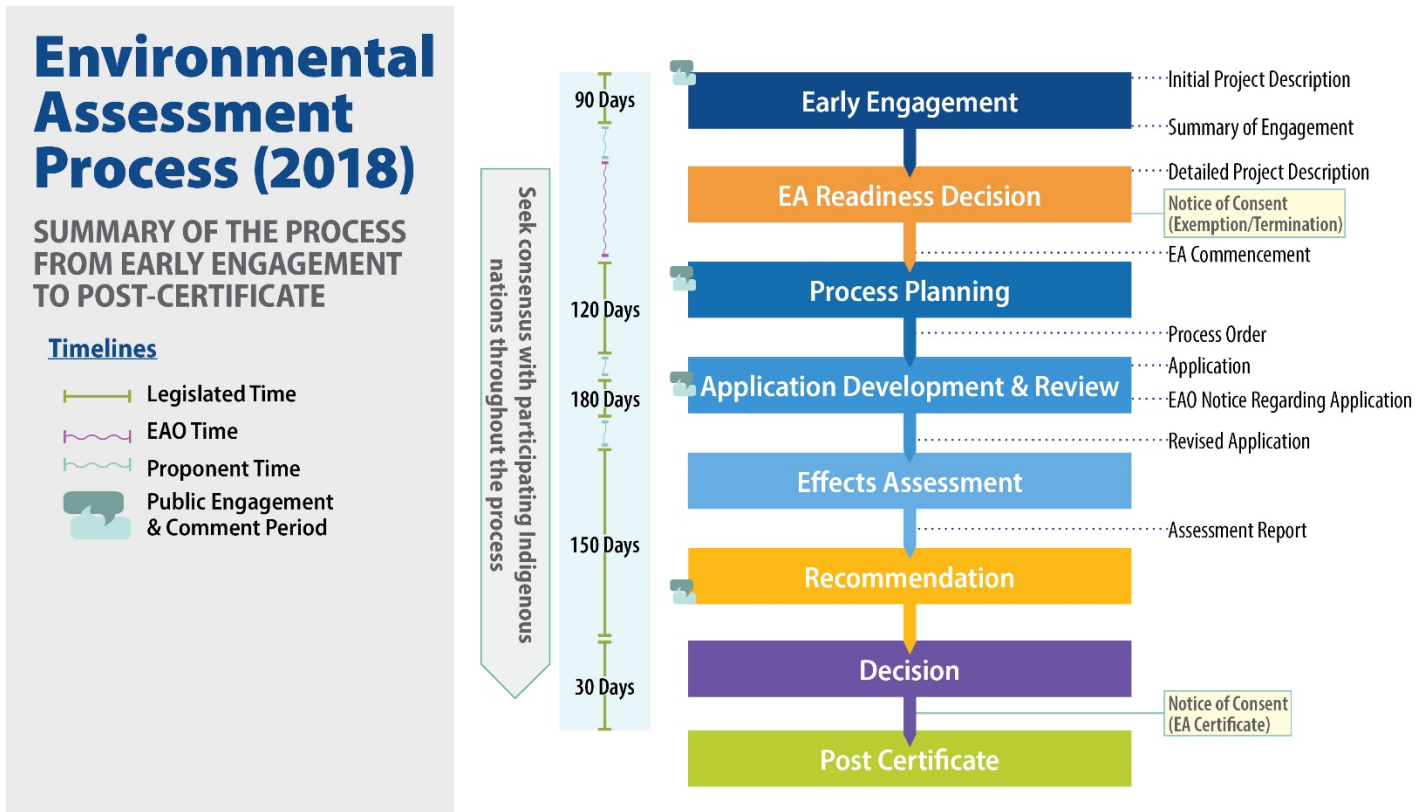 Environmental
Assessment
Process (2018)
SUMMARY OF THE PROCESS
FROM EARLY ENGAGEMENT
TO POST-CERTIFICATE
Timelines
Legislated Time
EAO Time
Proponent Time
Public Engagement
& Comment Period
Seek consensus with participating Indigenous
nations throughout the process
90 Days
120 Days
180 Days
150 Days
30 Days
Early Engagement
EA Readiness Decision
Process Planning
Application Development & Review
Effects Assessment
Recommendation
Decision
Post Certificate
Initial Project Description
Summary of Engagement
Detailed Project Description
Notice of Consent
(Exemption/Termination)
EA Commencement
Process Order
Application
EAO Notice Regarding Application
Revised Application
Assessment Report
Notice of Consent
(EA Certificate)